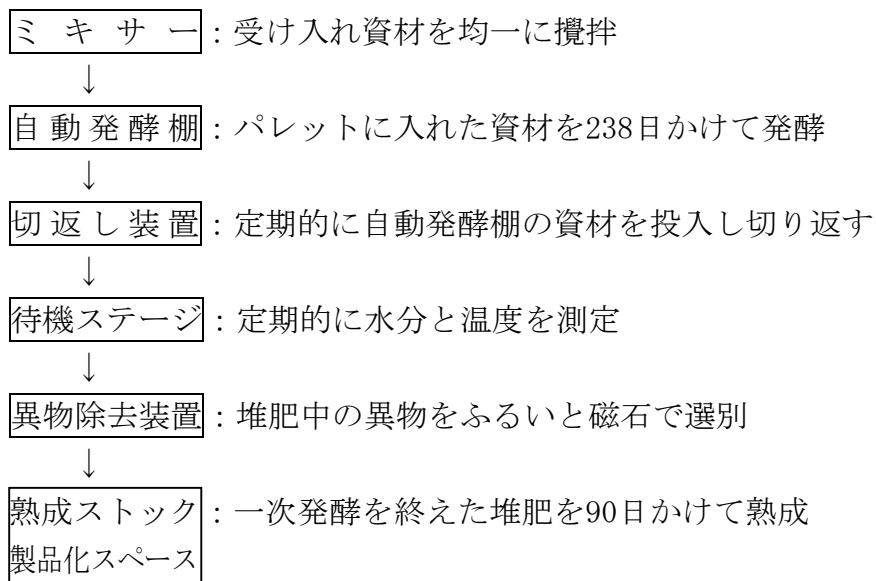 ミキサー：受け入れ資材を均一に攪拌
↓
自動発酵棚：パレットに入れた資材を238日かけて発酵
↓
切返し装置：定期的に自動発酵棚の資材を投入し切り返す
↓
待機ステージ：定期的に水分と温度を測定
↓
異物除去装置：堆肥中の異物をふるいと磁石で選別
↓
熟成ストック：一次発酵を終えた堆肥を90日かけて熟成
製品化スペース